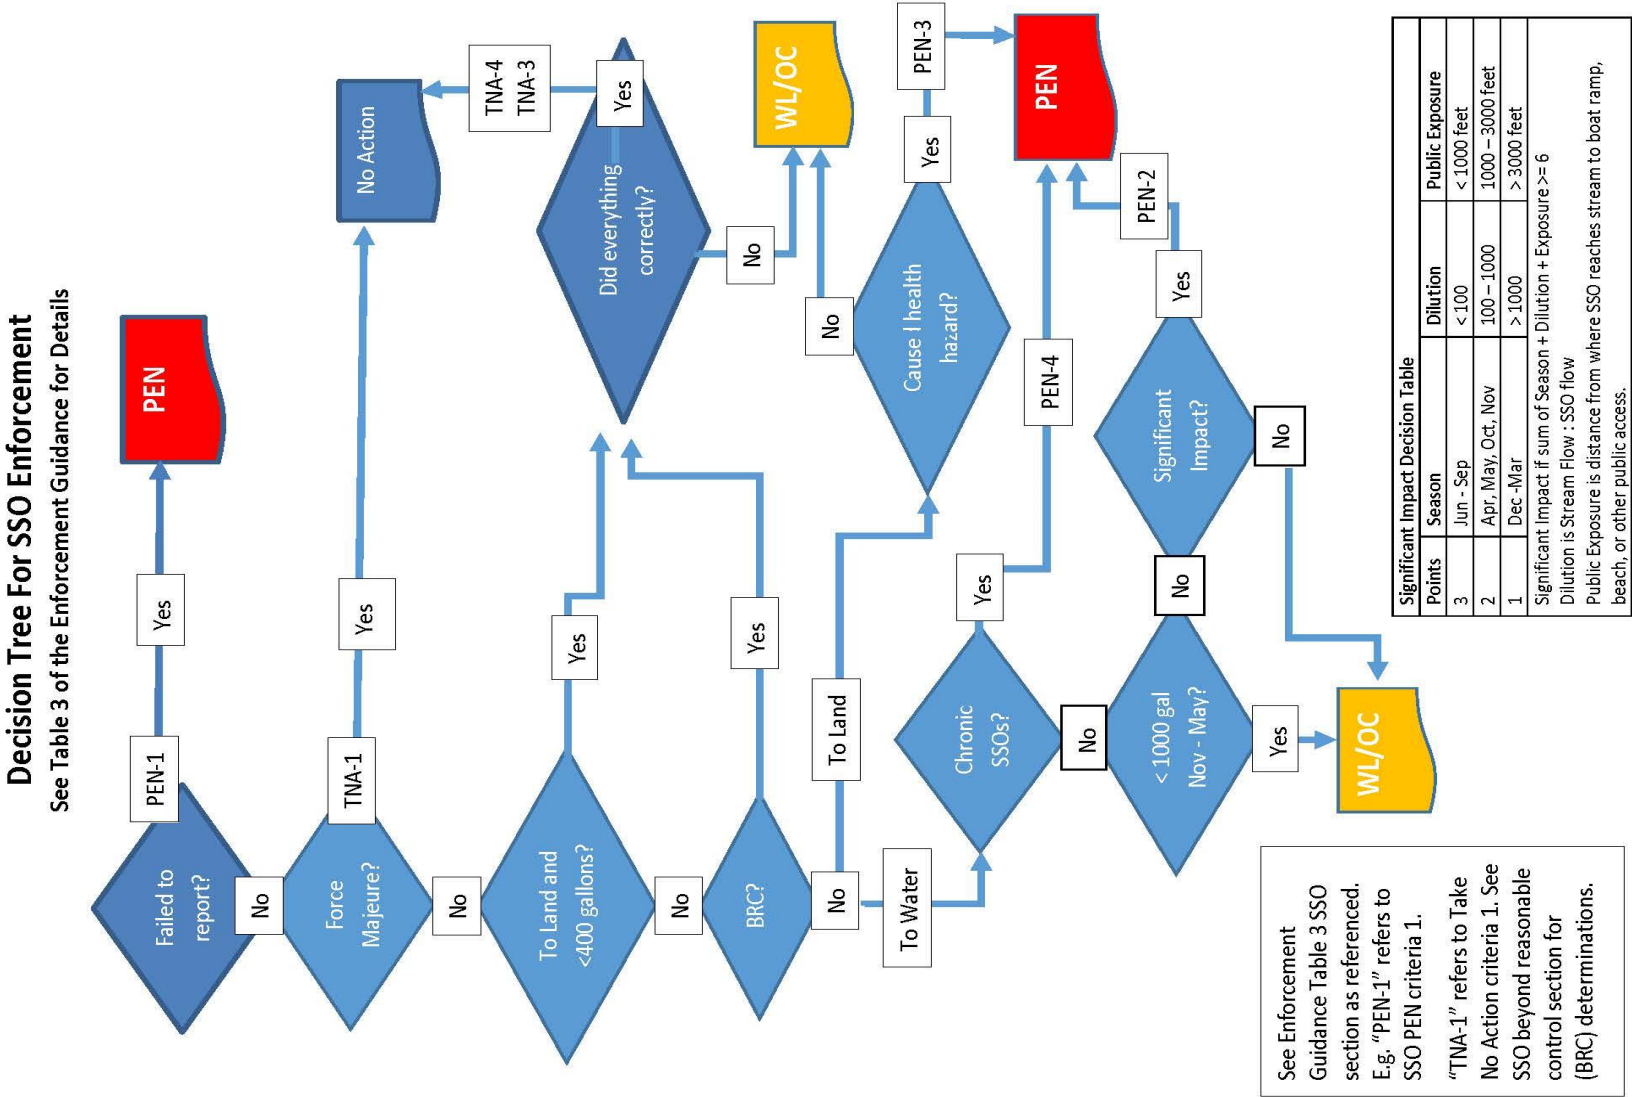 Decision Tree For SSO Enforcement
See Table 3 of the Enforcement Guidance for Details
Failed to
report?
PEN-1
Yes
PEN
No
Force
Majeure?
TNA-1
Yes
No Action
No
To Land and
<400 gallons?
Yes
Did everything
correctly?
Yes
TNA-4
TNA-3
No
WL/OC
No
BRC?
Yes
No
To Land
Cause I health
hazard?
No
Yes
PEN-3
PEN
To Water
Chronic
SSOs?
Yes
PEN-4
No
< 1000 gal
Nov - May?
No
Significant
Impact?
Yes
PEN-2
No
Yes
WL/OC
See Enforcement
Guidance Table 3 SSO
section as referenced.
E.g. “PEN-1” refers to
SSO PEN criteria 1.
“TNA-1” refers to Take
No Action criteria 1. See
SSO beyond reasonable
control section for
(BRC) determinations.
Significant Impact Decision Table
Points Season Dilution Public Exposure
3 Jun - Sep <100 < 1000 feet
2 Apr, May, Oct, Nov 100 – 1000 1000 – 3000 feet
1 Dec -Mar >1000 > 3000 feet
Significant Impact if sum of Season + Dilution + Exposure >= 6
Dilution is Stream Flow : SSO flow
Public Exposure is distance from where SSO reaches stream to boat ramp,
beach, or other public access.